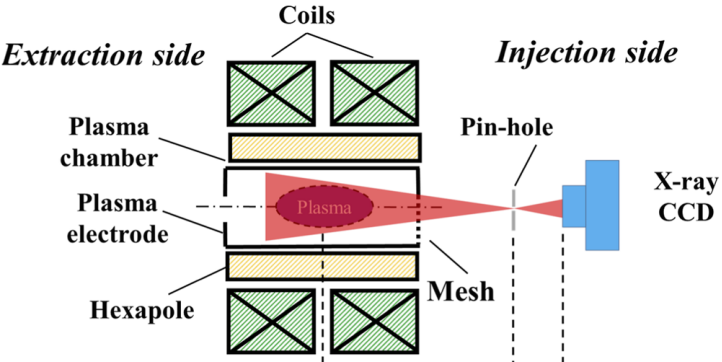 Coils
Extraction side
Injection side
Plasma
chamber
Pin-hole
X-ray
CCD
Plasma
Plasma
electrode
Hexapole
Mesh